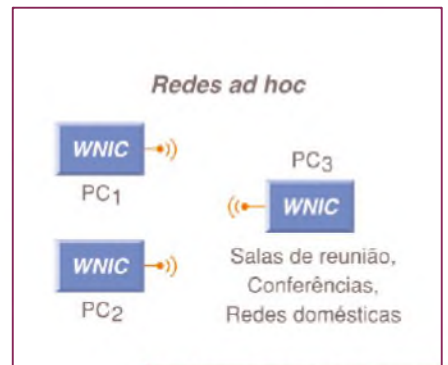 Redes ad hoc
WNIC
PC1
PC3
WNIC
WNIC
PC2
Salas de reunião,
Conferências,
Redes domésticas